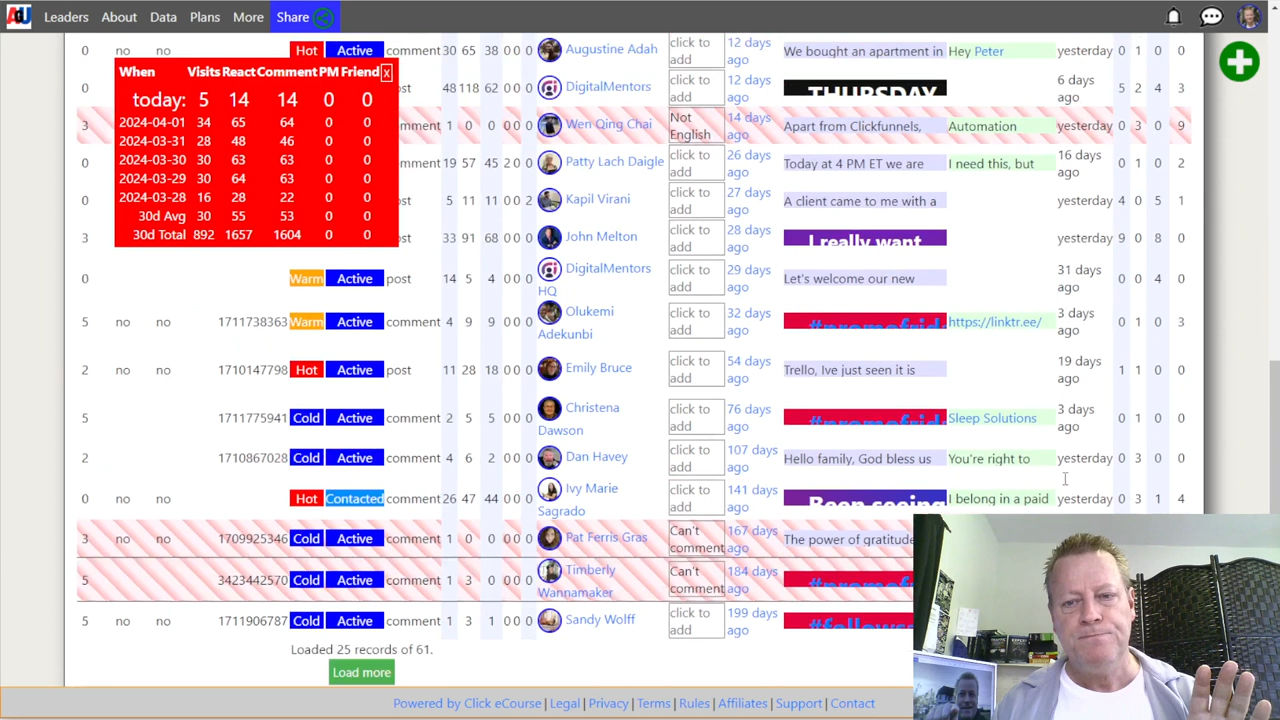 Leaders About Data Plans More Share
0 no no Hot Active comment 30 65 38 0 0 0 Augustine Adah click to add 12 days ago We bought an apartment in Hey Peter yesterday 0 1 0 0
When Visits React Comment PM Friend x
today: 5 14 14 0 0
2024-04-01 34 65 64 0 0
2024-03-31 28 48 46 0 0
2024-03-30 30 63 63 0 0
2024-03-29 30 64 63 0 0
2024-03-28 16 28 22 0 0
30d Avg 30 55 53 0 0
30d Total 892 1657 1604 0 0
0 comment 48 118 62 0 0 0 DigitalMentors click to add 12 days ago THURSDAY 6 days ago 5 2 4 3
3 comment 1 0 0 0 0 0 Wen Qing Chai Not English 14 days ago Apart from Clickfunnels, Automation yesterday 0 3 0 9
0 comment 19 57 45 2 0 0 Patty Lach Daigle click to add 26 days ago Today at 4 PM ET we are I need this, but 16 days ago 0 1 0 2
0 post 5 11 11 0 0 2 Kapil Virani click to add 27 days ago A client came to me with a yesterday 4 0 5 1
3 post 33 91 68 0 0 0 John Melton click to add 28 days ago I really want yesterday 9 0 8 0
0 Warm Active post 14 5 4 0 0 0 DigitalMentors HQ click to add 29 days ago Let's welcome our new 31 days ago 0 0 4 0
5 no no 1711738363 Warm Active comment 4 9 9 0 0 0 Olukemi Adekunbi click to add 32 days ago #promofrid https://linktr.ee/ 3 days ago 0 1 0 3
2 no no 1710147798 Hot Active post 11 28 18 0 0 0 Emily Bruce click to add 54 days ago Trello, Ive just seen it is 19 days ago 1 1 0 0
5 1711775941 Cold Active comment 2 5 5 0 0 0 Christena Dawson click to add 76 days ago #promofrid Sleep Solutions 3 days ago 0 1 0 0
2 1710867028 Cold Active comment 4 6 2 0 0 0 Dan Havey click to add 107 days ago Hello family, God bless us You're right to yesterday 0 3 0 0
0 no no Hot Contacted comment 26 47 44 0 0 0 Ivy Marie Sagrado click to add 141 days ago Been seeing I belong in a paid yesterday 0 3 1 4
3 1709925346 Cold Active comment 1 0 0 0 0 0 Pat Ferris Gras Can't comment 167 days ago The power of gratitude
5 3423442570 Cold Active comment 1 3 0 0 0 0 Timberly Wannamaker Can't comment 184 days ago #promofrid
5 1711906787 Cold Active comment 1 3 1 0 0 0 Sandy Wolff click to add 199 days ago #follows
Loaded 25 records of 61.
Load more
Powered by Click eCourse | Legal | Privacy | Terms | Rules | Affiliates | Support | Contact